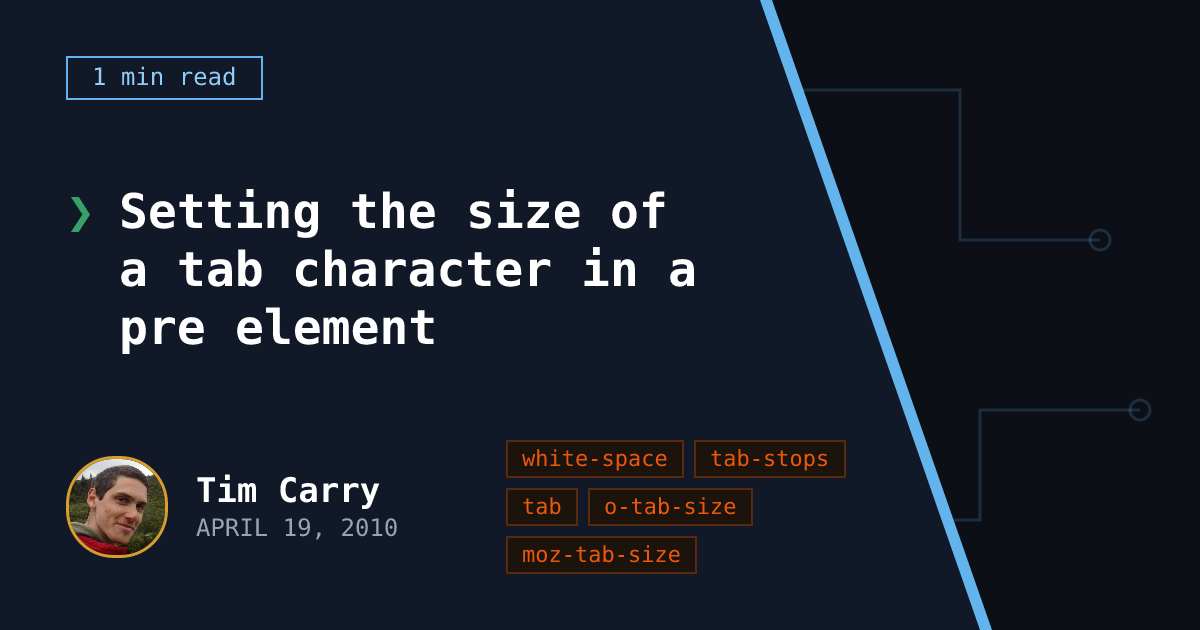 1 min read
❯ Setting the size of
a tab character in a
pre element
Tim Carry
APRIL 19, 2010
white-space tab-stops
tab o-tab-size
moz-tab-size